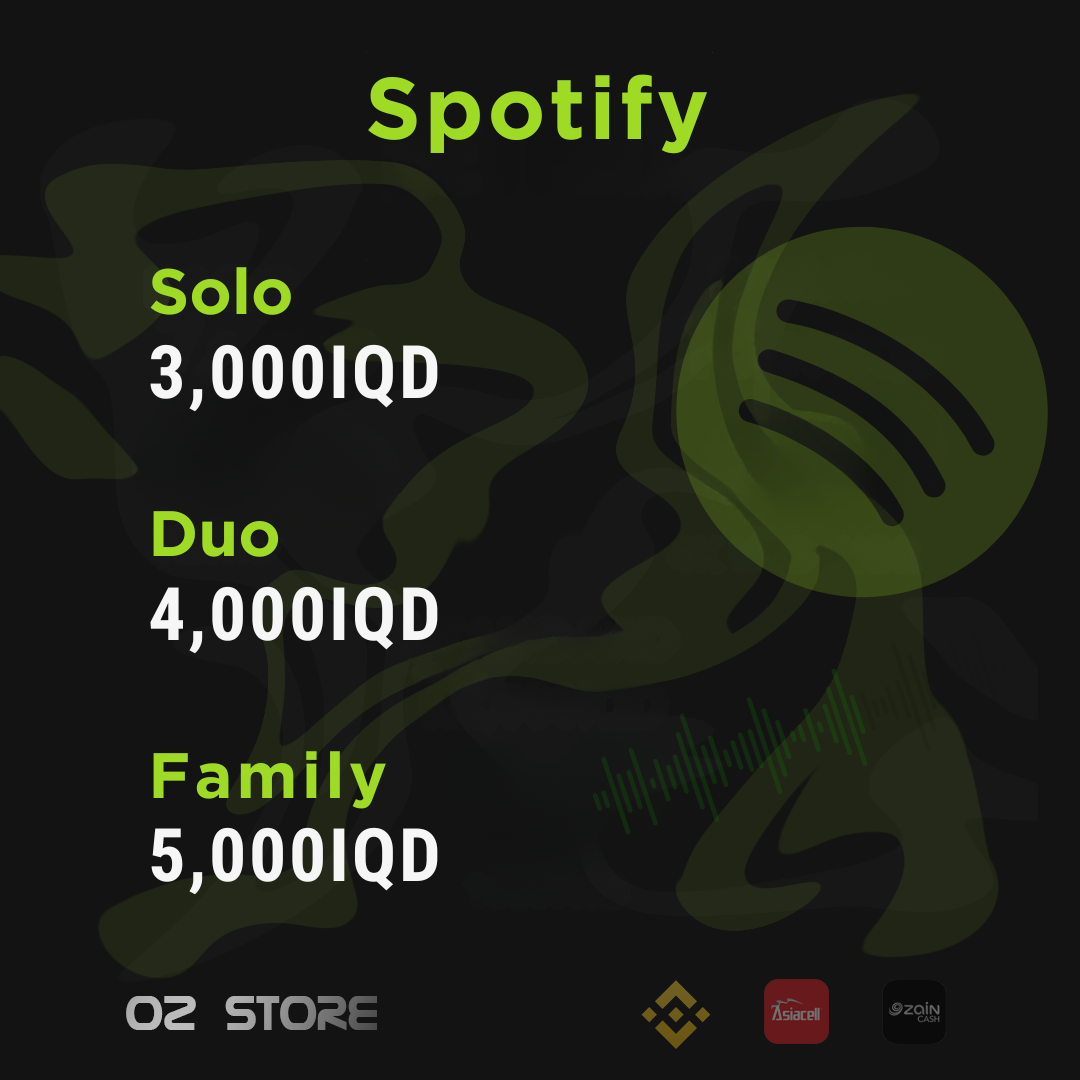 Spotify
Solo
3,000IQD
Duo
4,000IQD
Family
5,000IQD
OZ STORE
Asiacell
zain
CASH